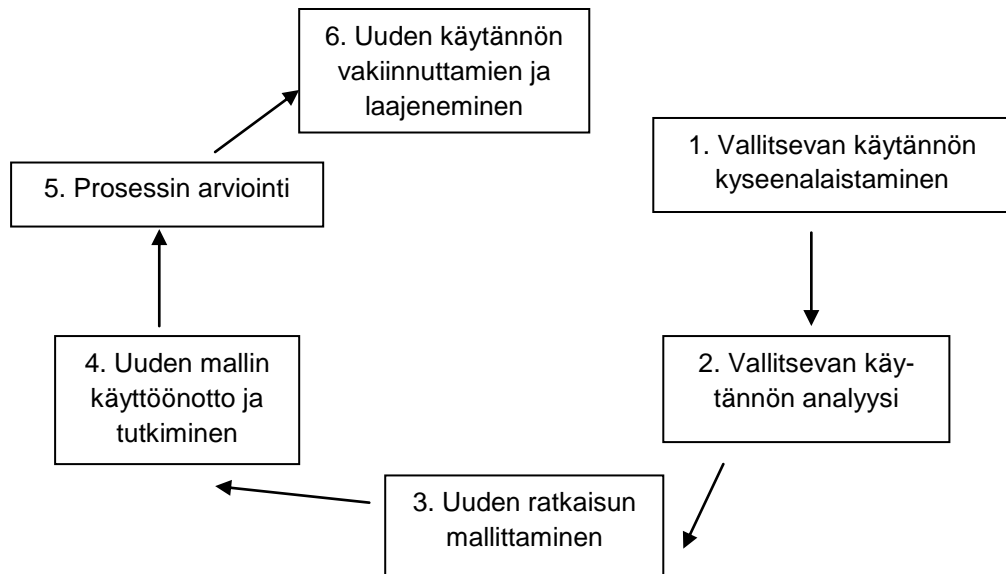 6. Uuden käytännön
vakiinnuttamien ja
laajeneminen
1. Vallitsevan käytännön
kyseenalaistaminen
5. Prosessin arviointi
4. Uuden mallin
käyttöönotto ja
tutkiminen
2. Vallitsevan käy-
tännön analyysi
3. Uuden ratkaisun
mallittaminen